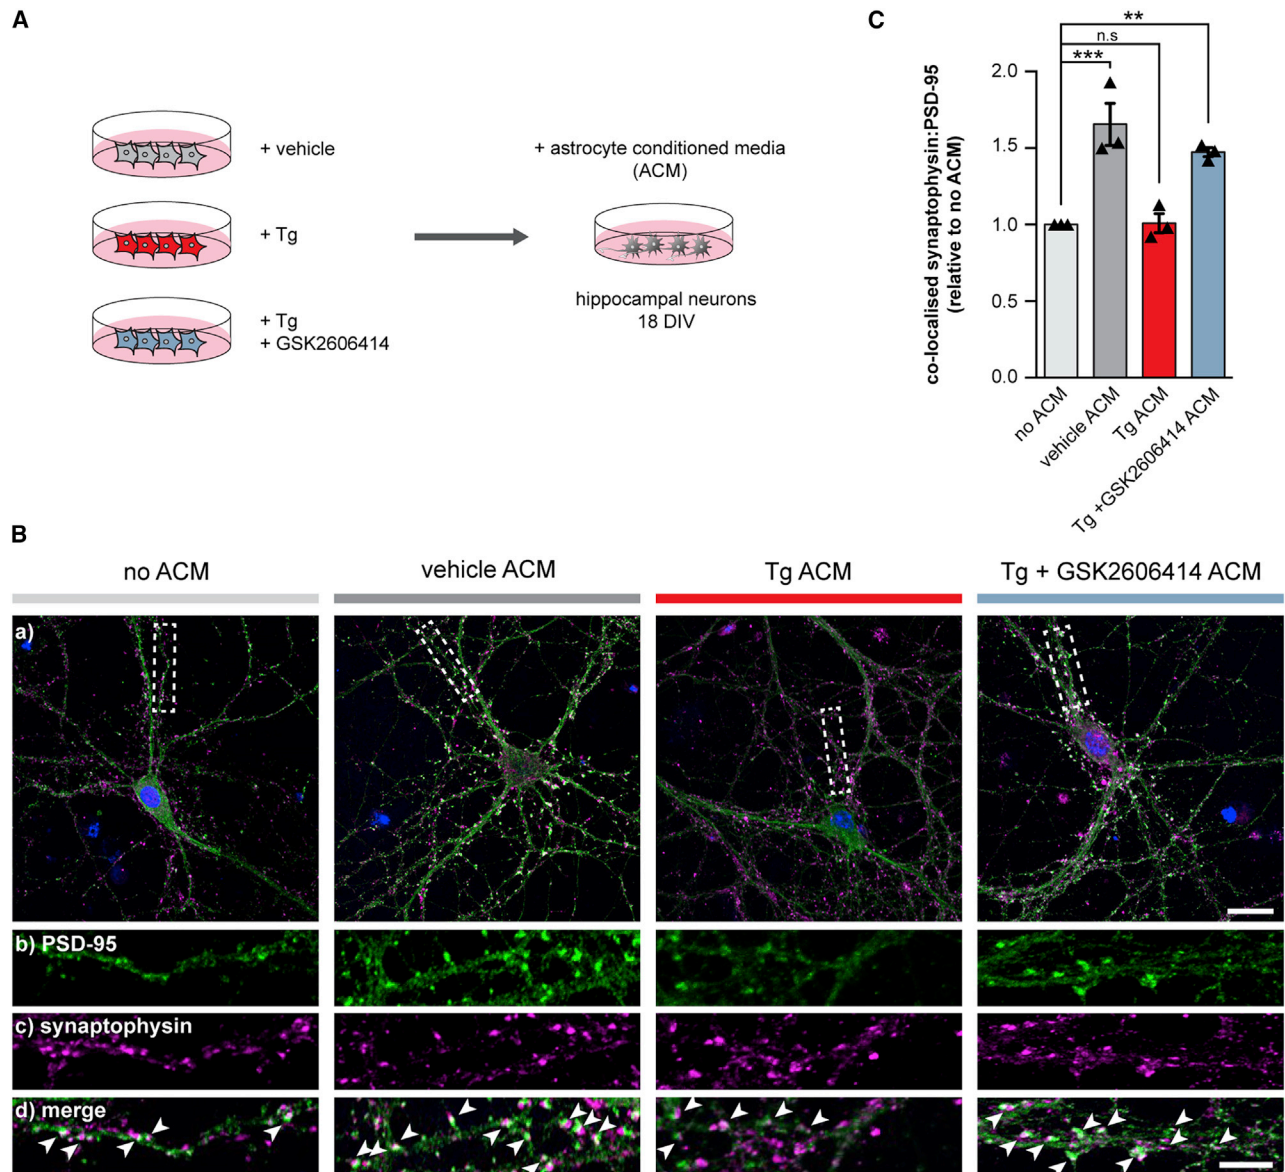 A
+ vehicle
+ Tg
+ Tg
+ GSK2606414
+ astrocyte conditioned media
(ACM)
hippocampal neurons
18 DIV
C
**
n.s
***
co-localised synaptophysin:PSD-95
(relative to no ACM)
2.0
1.5
1.0
0.5
0.0
no ACM
vehicle ACM
Tg ACM
Tg +GSK2606414 ACM
B
no ACM
vehicle ACM
Tg ACM
Tg + GSK2606414 ACM
a)
b) PSD-95
c) synaptophysin
d) merge